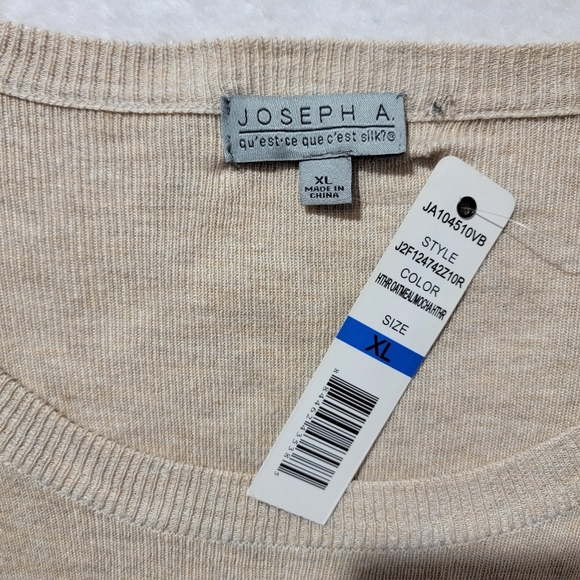 JOSEPH A.
qu'est·ce que c'est silk?®
XL
MADE IN
CHINA
JA104510VB
STYLE
J2F124742Z10R
COLOR
HTHR OATMEAL/MOCHA HTHR
SIZE
XL